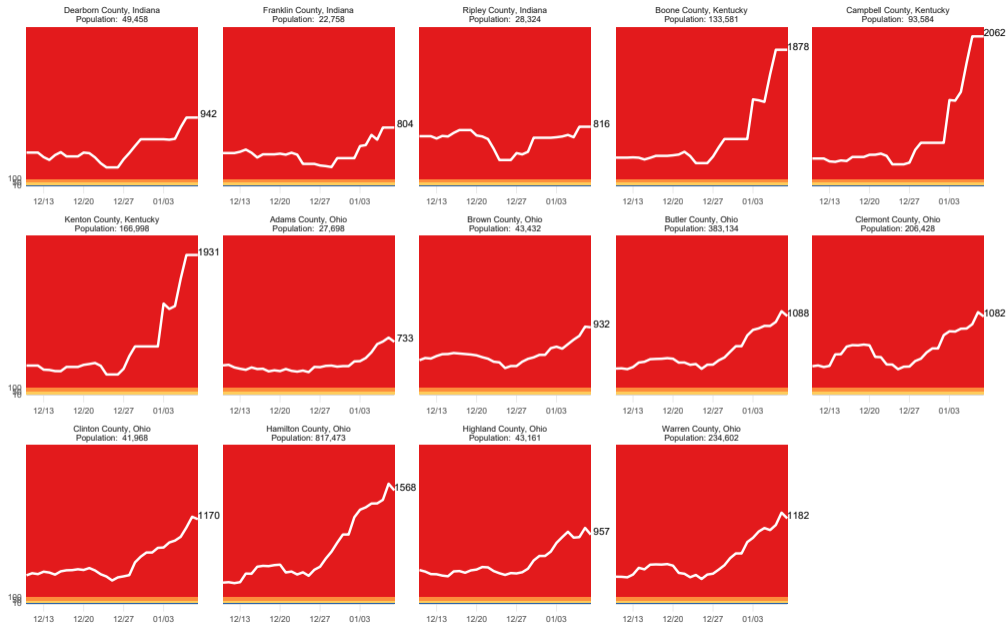 Dearborn County, Indiana
Population: 49,458
Franklin County, Indiana
Population: 22,758
Ripley County, Indiana
Population: 28,324
Boone County, Kentucky
Population: 133,581
Campbell County, Kentucky
Population: 93,584
942
804
816
1878
2062
100
10
12/13 12/20 12/27 01/03
12/13 12/20 12/27 01/03
12/13 12/20 12/27 01/03
12/13 12/20 12/27 01/03
12/13 12/20 12/27 01/03
Kenton County, Kentucky
Population: 166,998
Adams County, Ohio
Population: 27,698
Brown County, Ohio
Population: 43,432
Butler County, Ohio
Population: 383,134
Clermont County, Ohio
Population: 206,428
1931
733
932
1088
1082
100
10
12/13 12/20 12/27 01/03
12/13 12/20 12/27 01/03
12/13 12/20 12/27 01/03
12/13 12/20 12/27 01/03
12/13 12/20 12/27 01/03
Clinton County, Ohio
Population: 41,968
Hamilton County, Ohio
Population: 817,473
Highland County, Ohio
Population: 43,161
Warren County, Ohio
Population: 234,602
1170
1568
957
1182
100
10
12/13 12/20 12/27 01/03
12/13 12/20 12/27 01/03
12/13 12/20 12/27 01/03
12/13 12/20 12/27 01/03